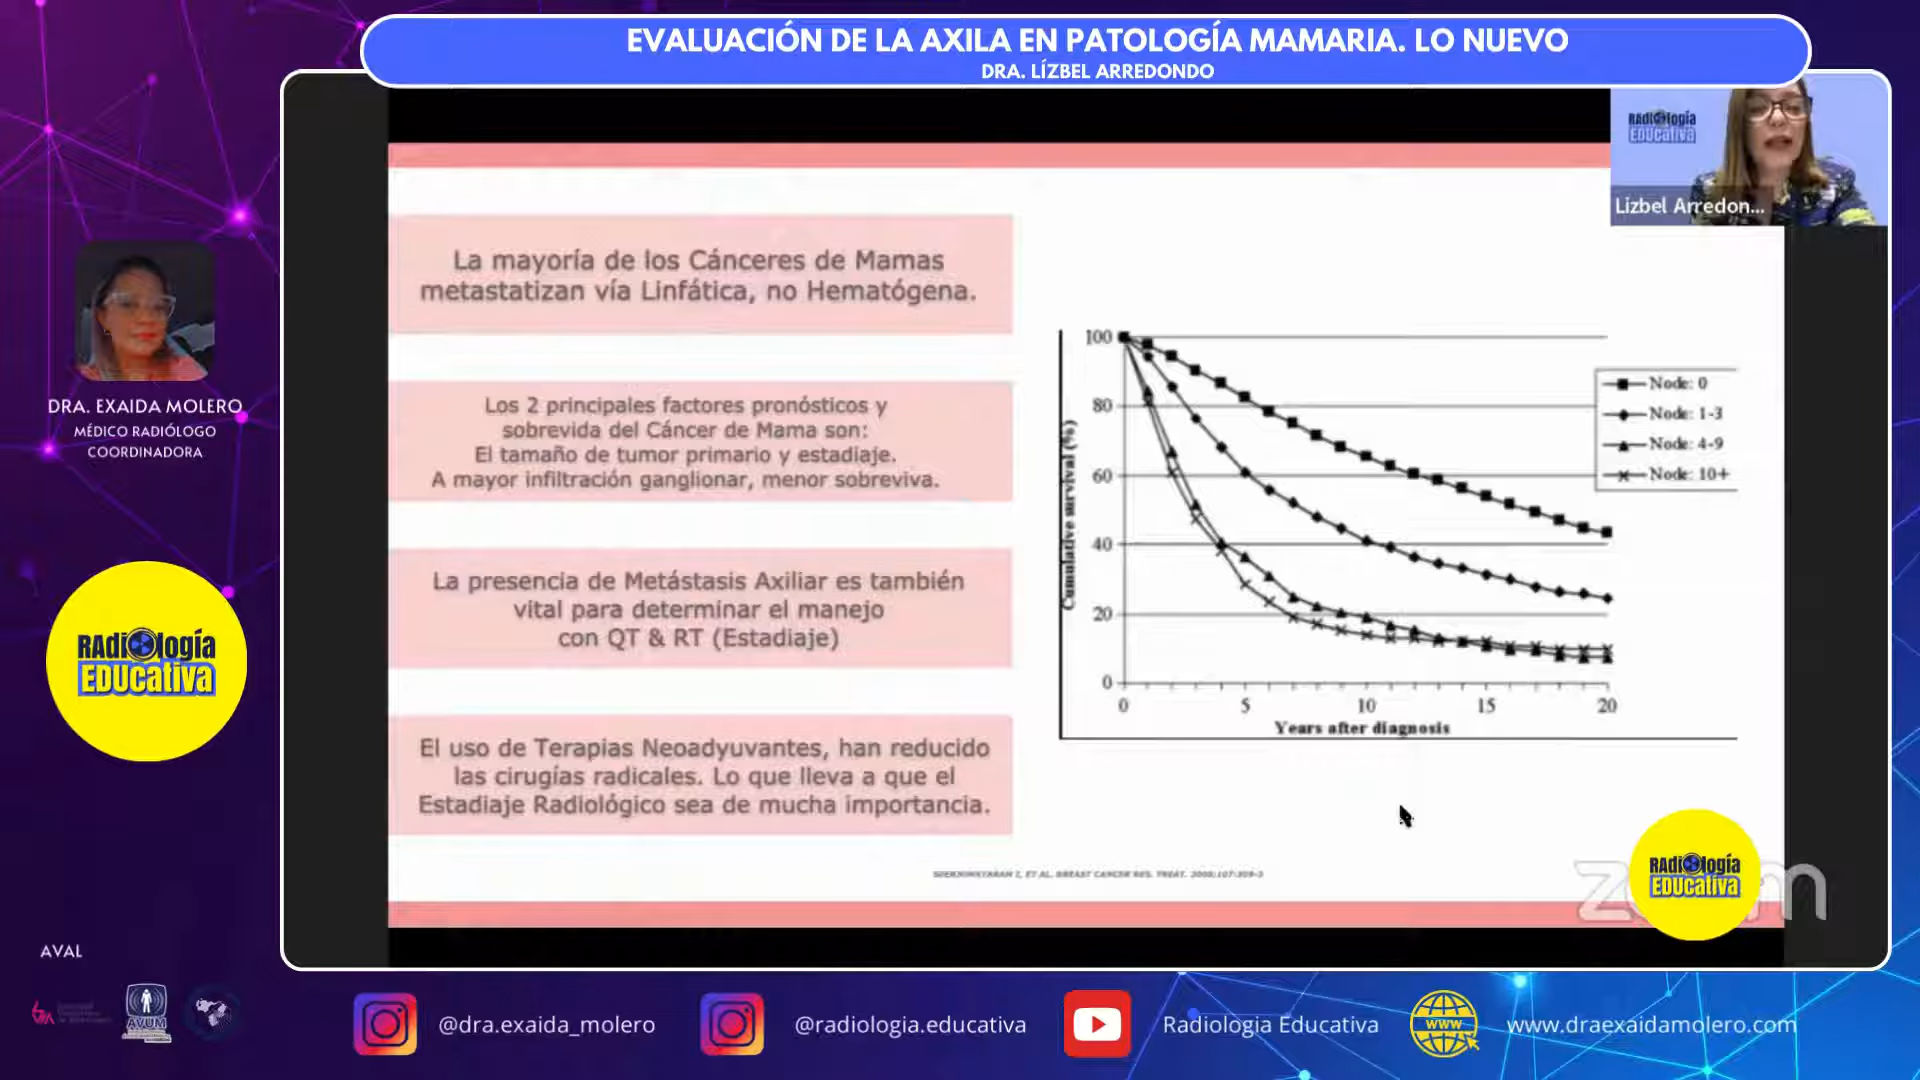 EVALUACIÓN DE LA AXILA EN PATOLOGÍA MAMARIA. LO NUEVO
DRA. LÍZBEL ARREDONDO
RAdiología
EDUCativa
Lizbel Arredon...
La mayoría de los Cánceres de Mamas
metastatizan vía Linfática, no Hematógena.
Los 2 principales factores pronósticos y
sobrevida del Cáncer de Mama son:
El tamaño de tumor primario y estadiaje.
A mayor infiltración ganglionar, menor sobreviva.
La presencia de Metástasis Axiliar es también
vital para determinar el manejo
con QT & RT (Estadiaje)
El uso de Terapias Neoadyuvantes, han reducido
las cirugías radicales. Lo que lleva a que el
Estadiaje Radiológico sea de mucha importancia.
100
80
60
40
20
0
Cumulative survival (%)
0 5 10 15 20
Years after diagnosis
Node: 0
Node: 1-3
Node: 4-9
Node: 10+
ET AL. BREAST CANCER RES. TREAT.
DRA. EXAIDA MOLERO
MÉDICO RADIÓLOGO
COORDINADORA
RAdiología
EDUCativa
RAdiología
EDUCativa
AVAL
AVUM
@dra.exaida_molero
@radiologia.educativa
Radiologia Educativa
WWW
www.draexaidamolero.com